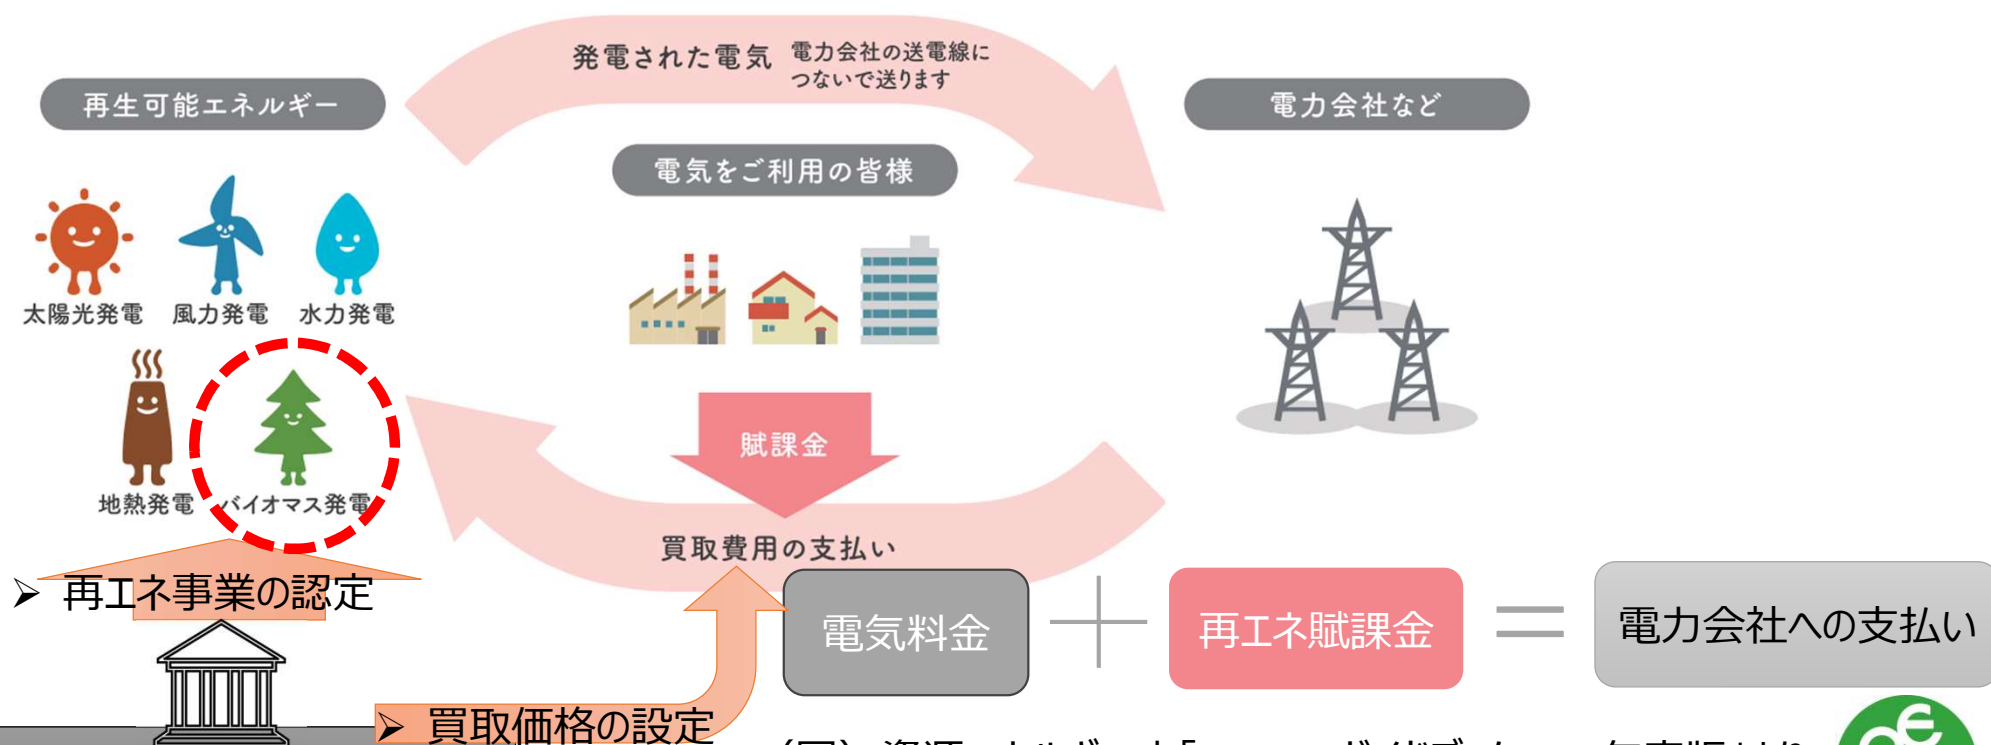 発電された電気 電力会社の送電線に
つないで送ります
再生可能エネルギー
電力会社など
電気をご利用の皆様
太陽光発電 風力発電 水力発電
地熱発電 バイオマス発電
賦課金
買取費用の支払い
➢ 再エネ事業の認定
電気料金 + 再エネ賦課金 = 電力会社への支払い
➢ 買取価格の設定